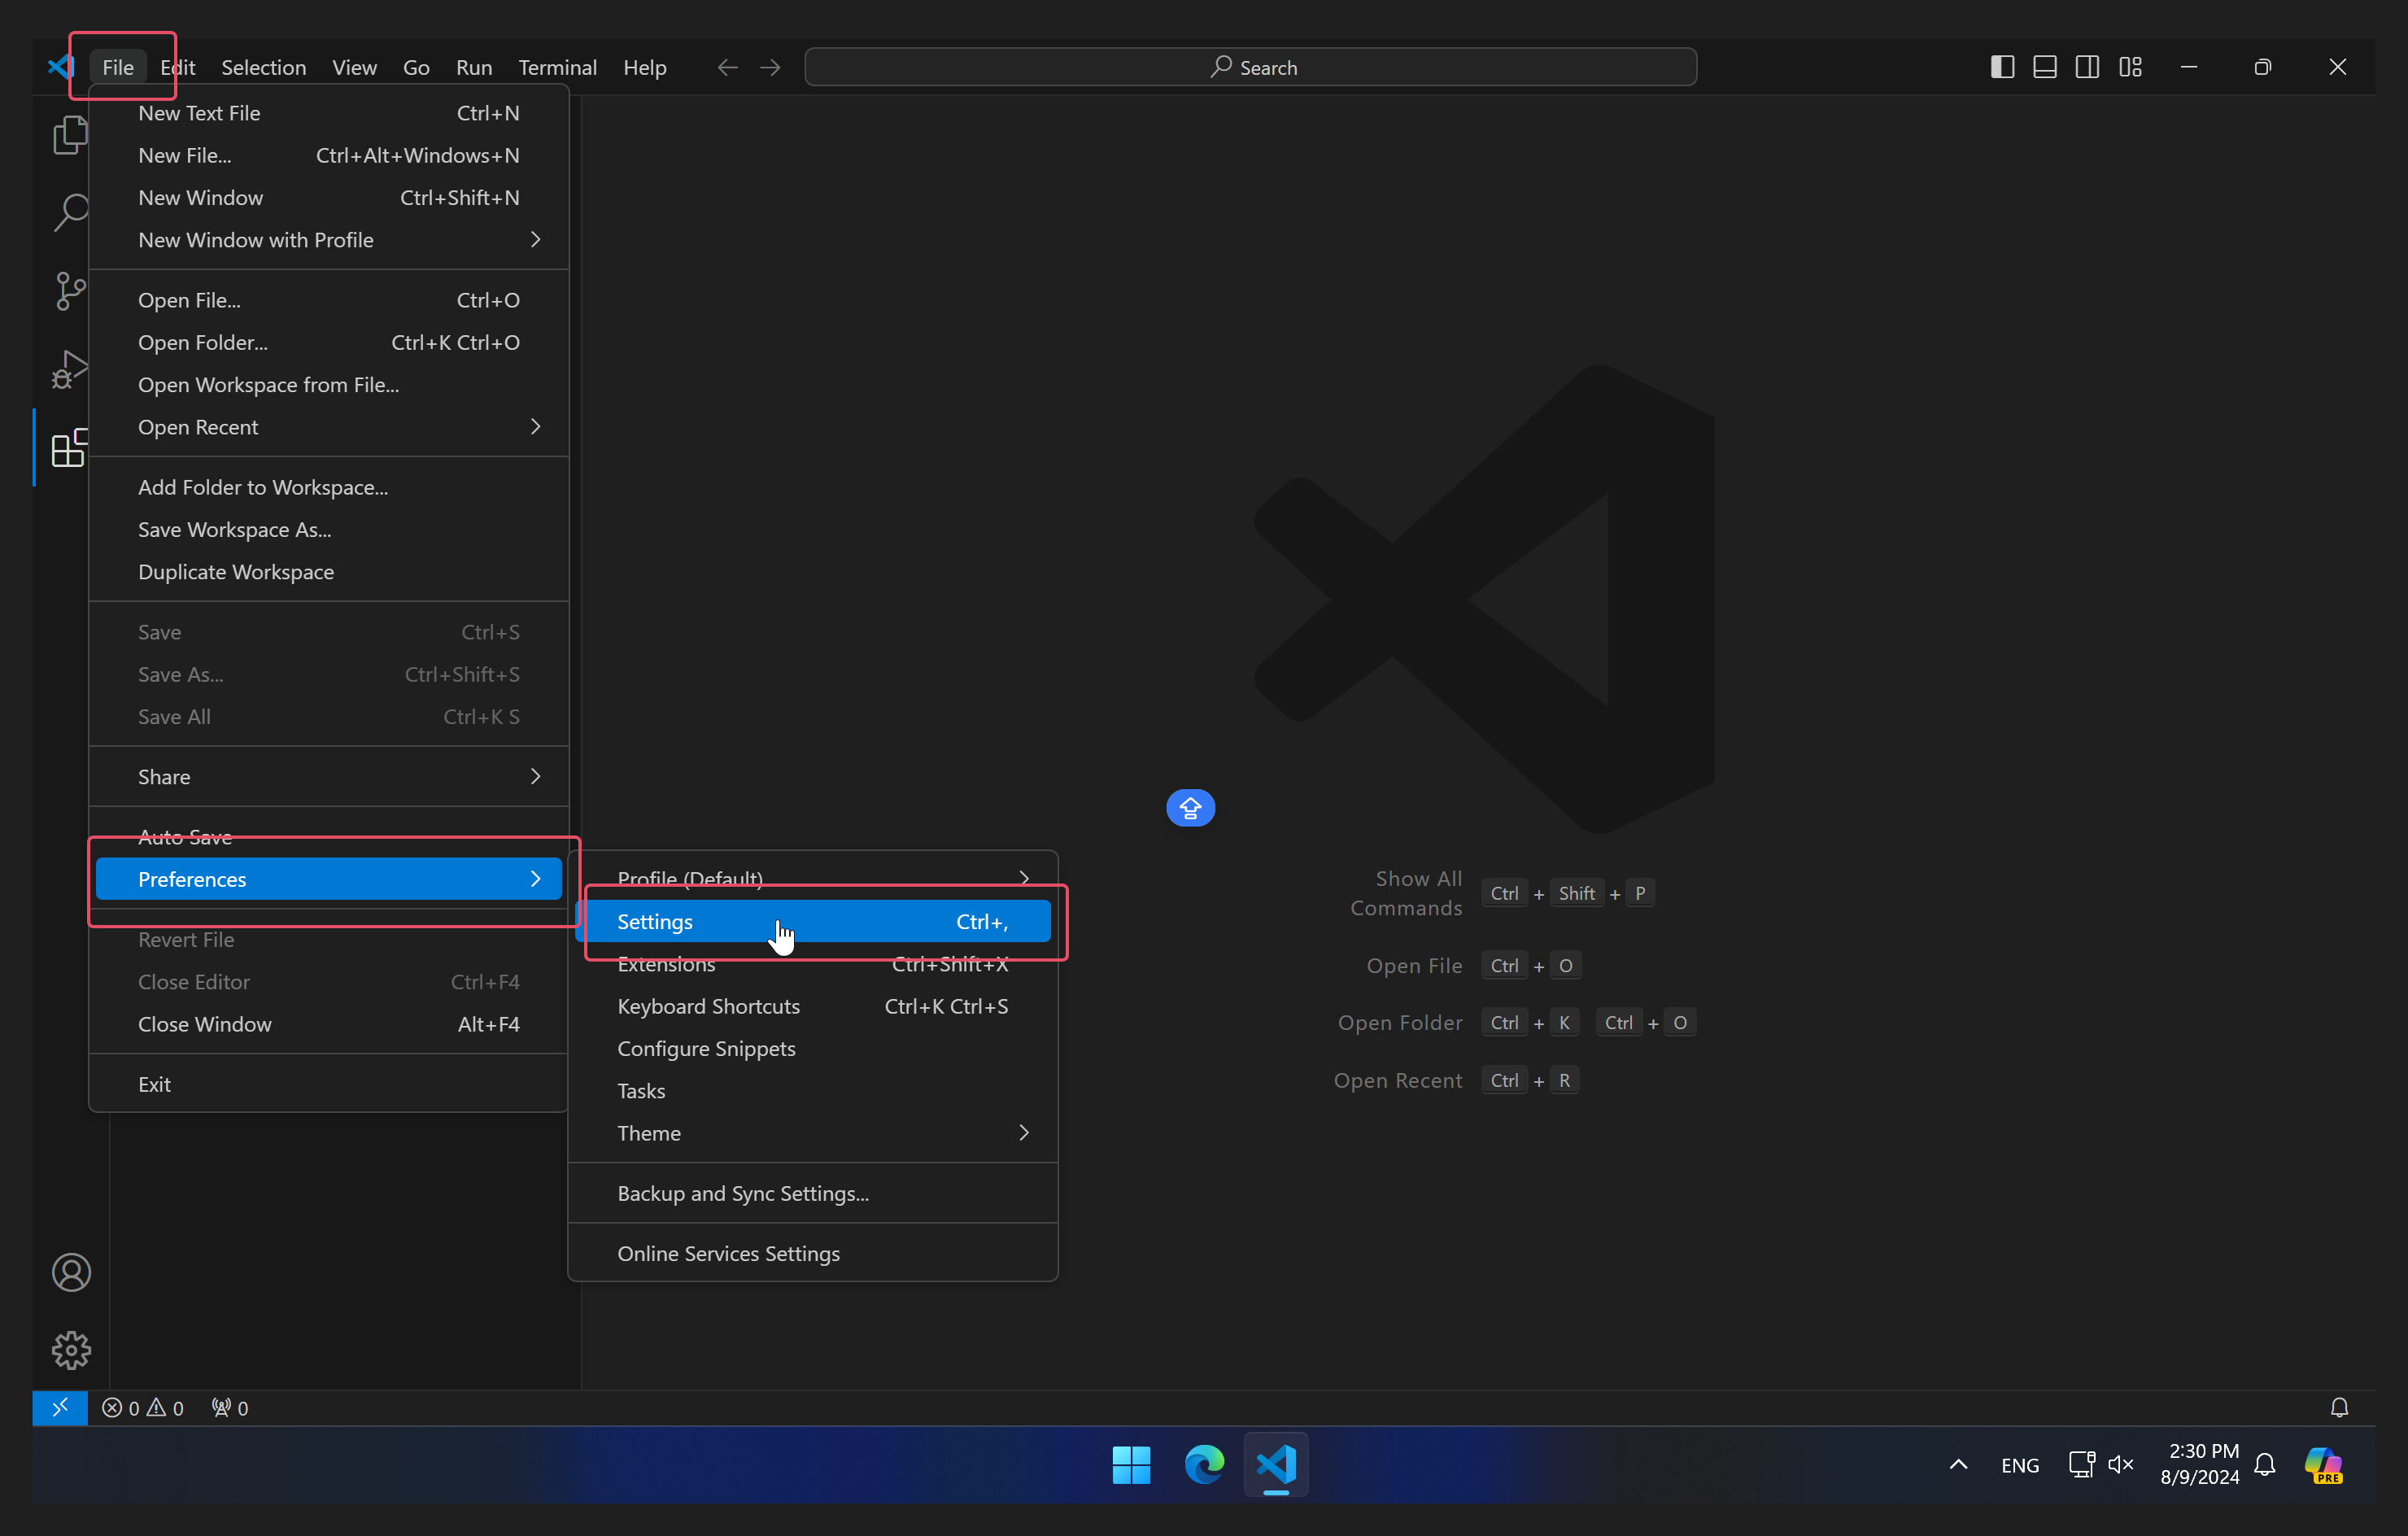 File Edit Selection View Go Run Terminal Help Search
New Text File Ctrl+N
New File... Ctrl+Alt+Windows+N
New Window Ctrl+Shift+N
New Window with Profile
Open File... Ctrl+O
Open Folder... Ctrl+K Ctrl+O
Open Workspace from File...
Open Recent
Add Folder to Workspace...
Save Workspace As...
Duplicate Workspace
Save Ctrl+S
Save As... Ctrl+Shift+S
Save All Ctrl+K S
Share
Auto Save
Preferences
Revert File
Close Editor Ctrl+F4
Close Window Alt+F4
Exit
Profile (Default)
Settings Ctrl+,
Extensions Ctrl+Shift+X
Keyboard Shortcuts Ctrl+K Ctrl+S
Configure Snippets
Tasks
Theme
Backup and Sync Settings...
Online Services Settings
Show All
Commands Ctrl + Shift + P
Open File Ctrl + O
Open Folder Ctrl + K Ctrl + O
Open Recent Ctrl + R
0 0 0
ENG
2:30 PM
8/9/2024
PRE